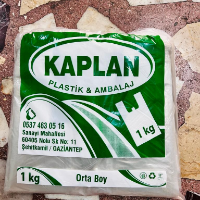 KAPLAN
PLASTİK & AMBALAJ
1 kg
0537 463 05 16
Sanayi Mahallesi
60405 Nolu Sk No: 11
Şehitkamil / GAZİANTEP
1 kg
Orta Boy